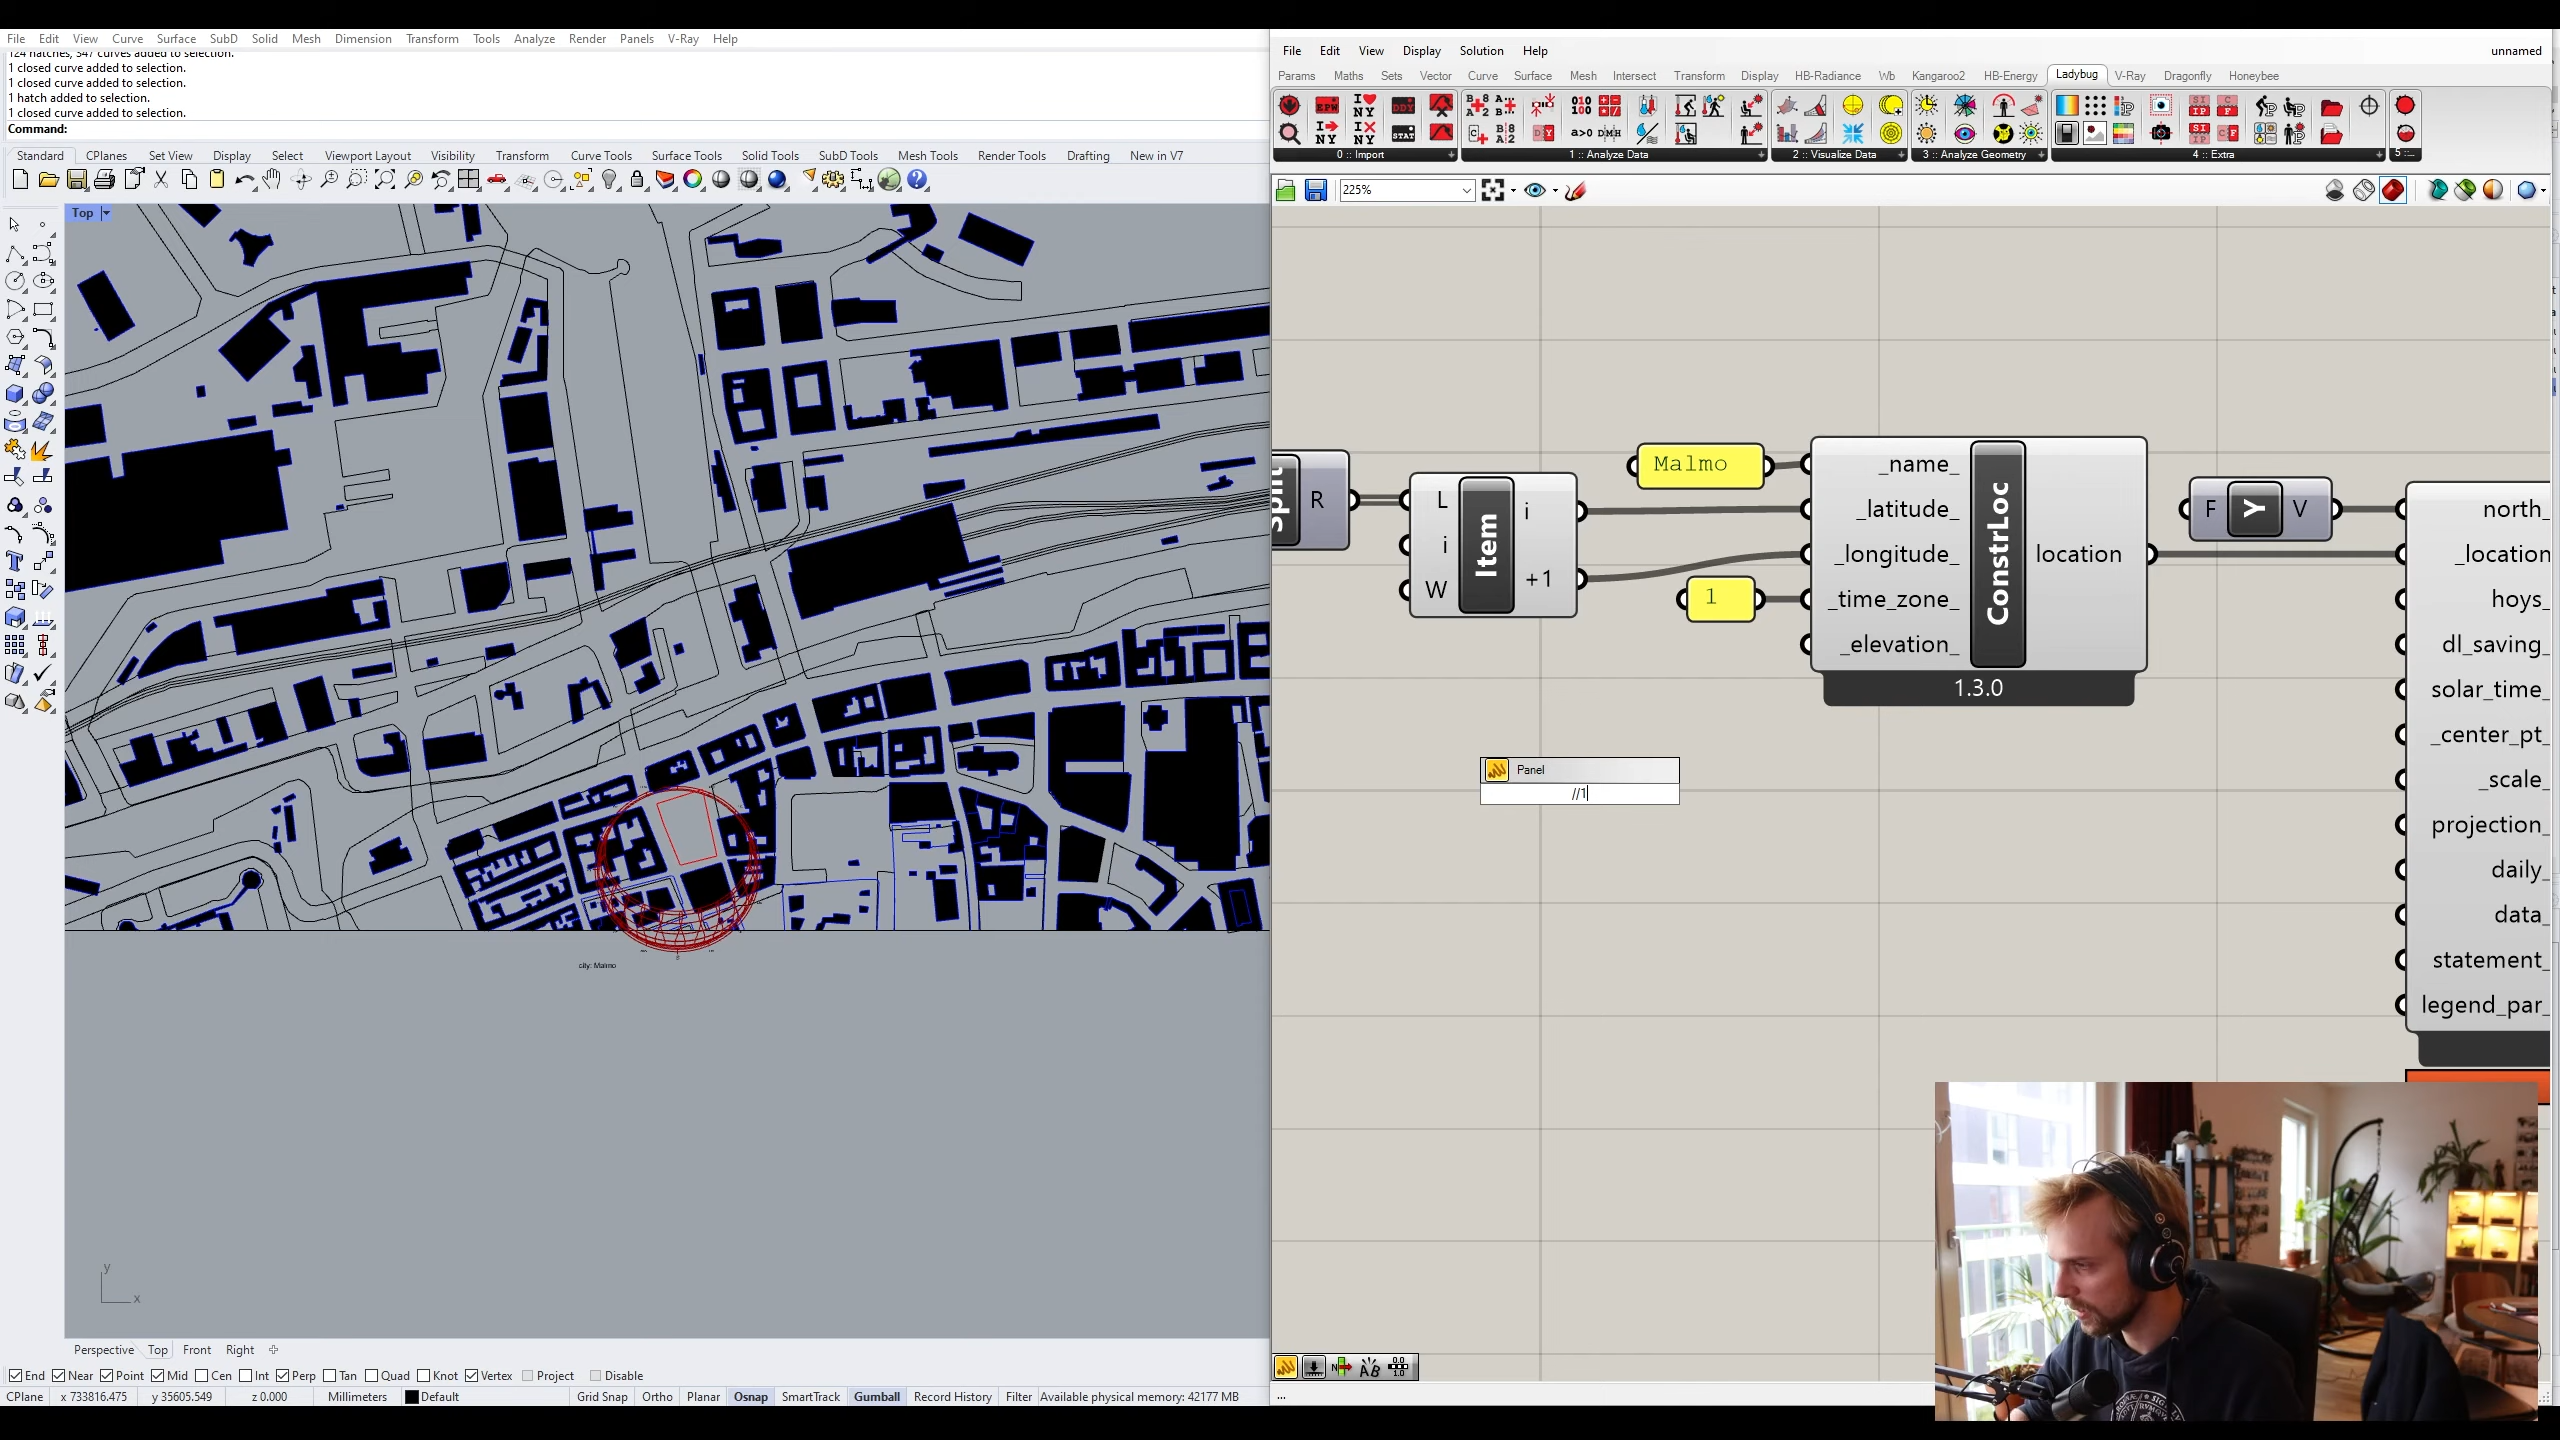 File Edit View Curve Surface SubD Solid Mesh Dimension Transform Tools Analyze Render Panels V-Ray Help
124 hatches, 547 curves added to selection.
1 closed curve added to selection.
1 closed curve added to selection.
1 hatch added to selection.
1 closed curve added to selection.
Command:
Standard CPlanes Set View Display Select Viewport Layout Visibility Transform Curve Tools Surface Tools Solid Tools SubD Tools Mesh Tools Render Tools Drafting New in V7
Top
city: Malmo
y
x
Perspective Top Front Right
End Near Point Mid Cen Int Perp Tan Quad Knot Vertex Project Disable
CPlane x 733816.475 y 35605.549 z 0.000 Millimeters Default Grid Snap Ortho Planar Osnap SmartTrack Gumball Record History Filter Available physical memory: 42177 MB
File Edit View Display Solution Help unnamed
Params Maths Sets Vector Curve Surface Mesh Intersect Transform Display HB-Radiance Wb Kangaroo2 HB-Energy Ladybug V-Ray Dragonfly Honeybee
0 :: Import 1 :: Analyze Data 2 :: Visualize Data 3 :: Analyze Geometry 4 :: Extra 5 ::
225%
Split R
L i W Item i +1
Malmo
1
_name_
_latitude_
_longitude_
_time_zone_
_elevation_
ConstrLoc
location
1.3.0
F Y V
north_
_location
hoys_
dl_saving_
solar_time_
_center_pt_
_scale_
projection_
daily_
data_
statement_
legend_par_
Panel
//1
...